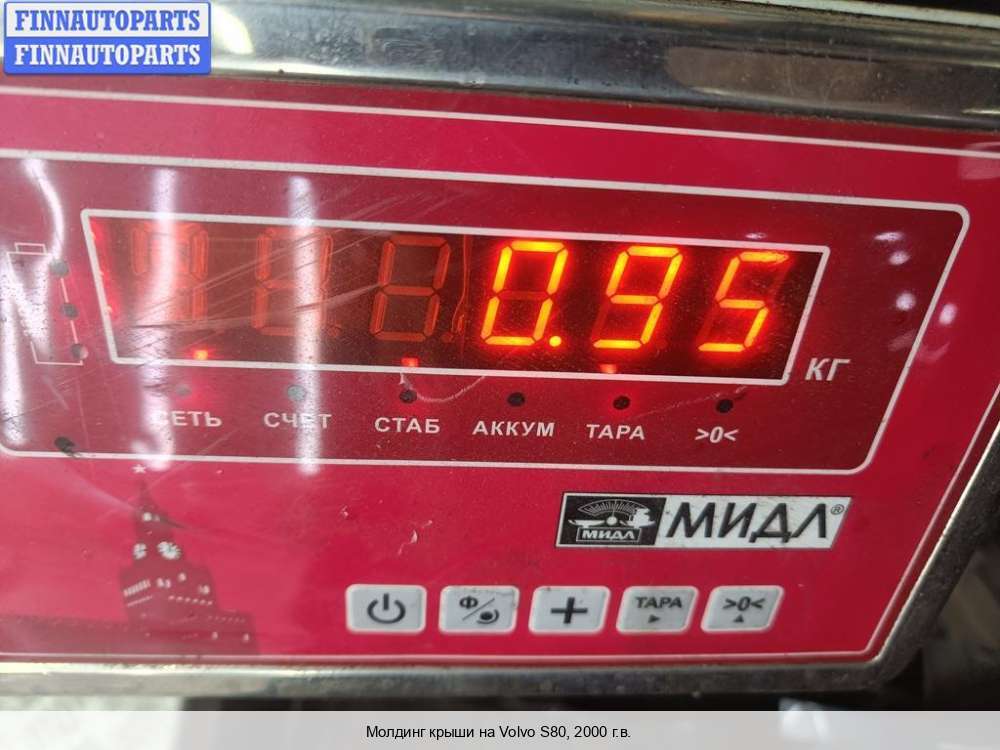 FINNAUTOPARTS
FINNAUTOPARTS
0.95
КГ
СЕТЬ СЧЕТ СТАБ АККУМ ТАРА >0<
МИДЛ МИДЛ®
Ф ТАРА >0<
Молдинг крыши на Volvo S80, 2000 г.в.